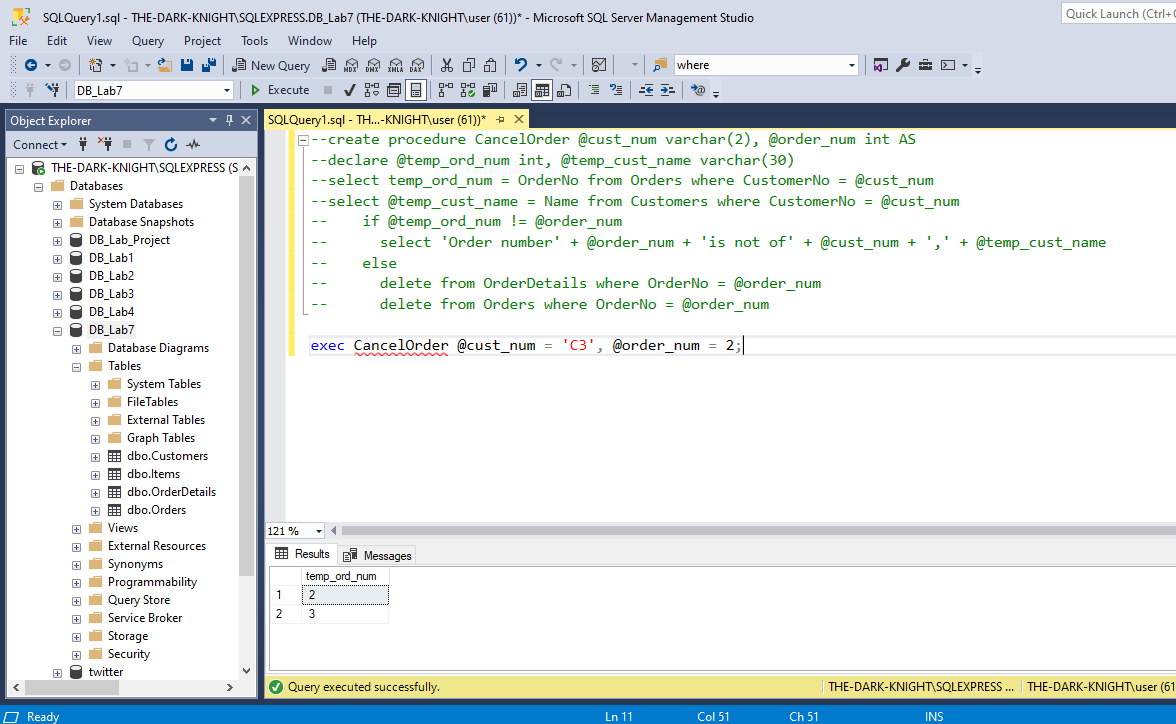 SQLQuery1.sql - THE-DARK-KNIGHT\SQLEXPRESS.DB_Lab7 (THE-DARK-KNIGHT\user (61))* - Microsoft SQL Server Management Studio
Quick Launch (Ctrl+
File Edit View Query Project Tools Window Help
New Query MDX DMX XMLA DAX where
DB_Lab7 Execute
Object Explorer
SQLQuery1.sql - TH...-KNIGHT\user (61))*
Connect
THE-DARK-KNIGHT\SQLEXPRESS (S
Databases
System Databases
Database Snapshots
DB_Lab_Project
DB_Lab1
DB_Lab2
DB_Lab3
DB_Lab4
DB_Lab7
Database Diagrams
Tables
System Tables
FileTables
External Tables
Graph Tables
dbo.Customers
dbo.Items
dbo.OrderDetails
dbo.Orders
Views
External Resources
Synonyms
Programmability
Query Store
Service Broker
Storage
Security
twitter
--create procedure CancelOrder @cust_num varchar(2), @order_num int AS
--declare @temp_ord_num int, @temp_cust_name varchar(30)
--select temp_ord_num = OrderNo from Orders where CustomerNo = @cust_num
--select @temp_cust_name = Name from Customers where CustomerNo = @cust_num
--    if @temp_ord_num != @order_num
--      select 'Order number' + @order_num + 'is not of' + @cust_num + ',' + @temp_cust_name
--    else
--      delete from OrderDetails where OrderNo = @order_num
--      delete from Orders where OrderNo = @order_num
exec CancelOrder @cust_num = 'C3', @order_num = 2;
121 %
Results Messages
temp_ord_num
1 2
2 3
Query executed successfully.
THE-DARK-KNIGHT\SQLEXPRESS ... THE-DARK-KNIGHT\user (61
Ready Ln 11 Col 51 Ch 51 INS